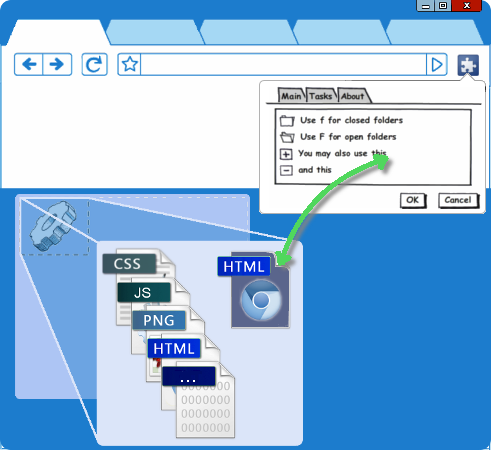 Main Tasks About
Use f for closed folders
Use F for open folders
You may also use this
and this
OK Cancel
CSS
HTML
JS
PNG
HTML
...
0000000
0000000
0000000
0000000